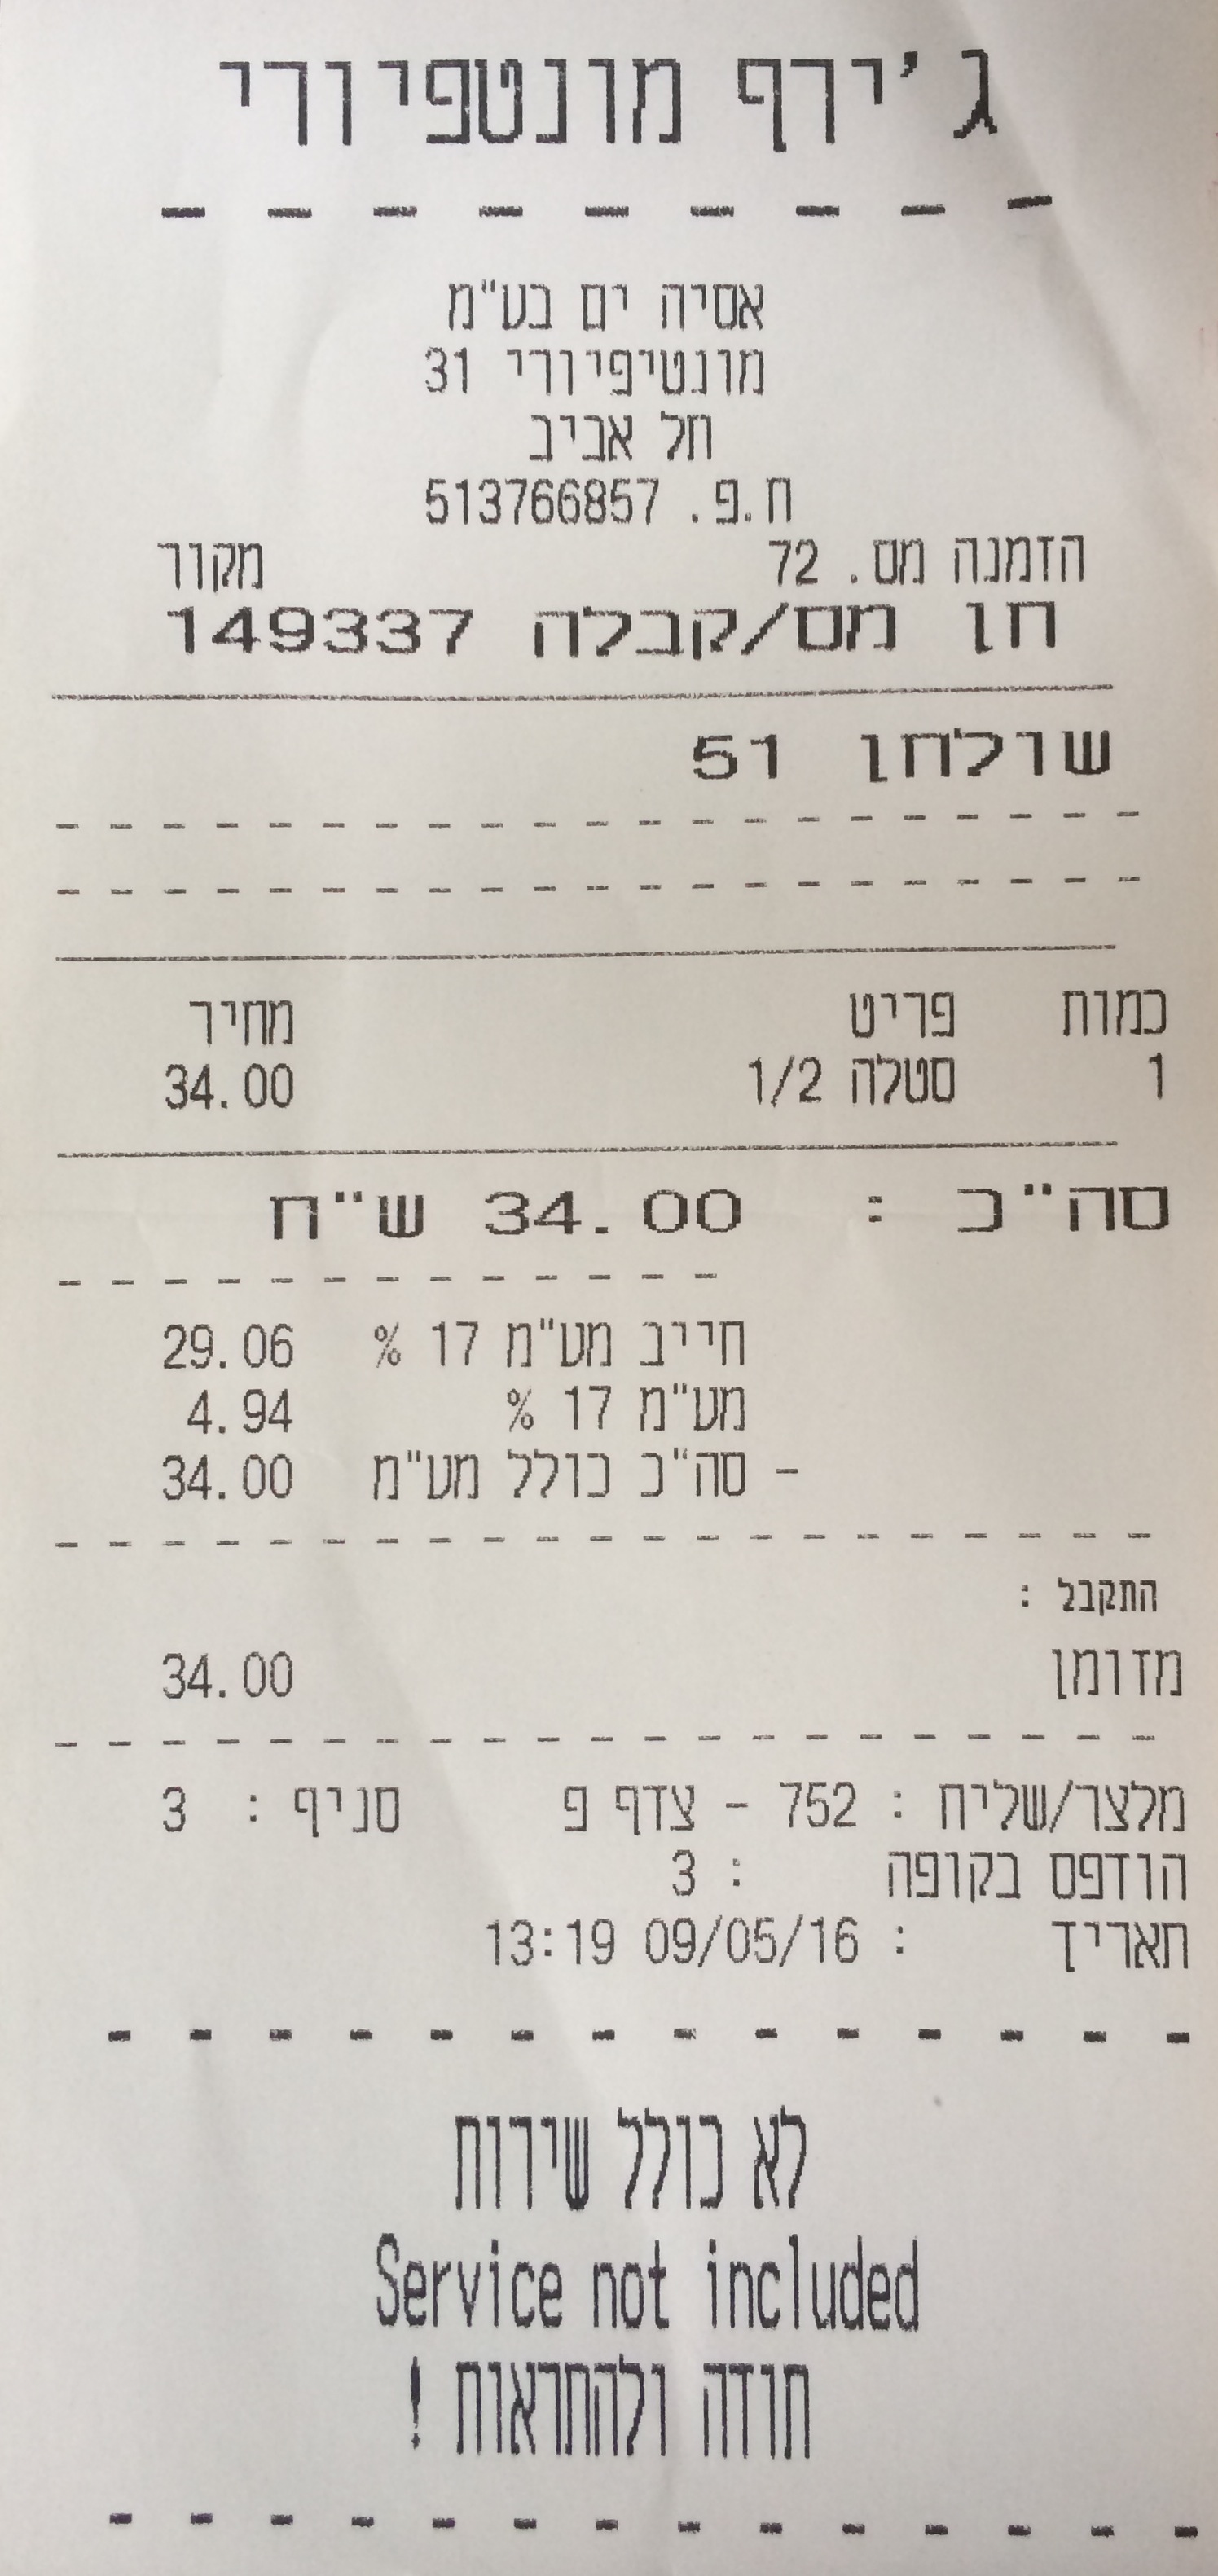 ג'ירף מונטפיורי
אסיה ים בע"מ
מונטיפיורי 31
תל אביב
ח.פ. 513766857
הזמנה מס. 72 מקור
חן מס/קבלה 149337
שולחן 51
כמות פריט מחיר
1 סטלה 1/2 34.00
סה"כ : 34.00 ש"ח
חייב מע"מ 17 % 29.06
מע"מ 17 % 4.94
- סה"כ כולל מע"מ 34.00
התקבל :
מזומן 34.00
מלצר/שליח : 752 - צדף פ סניף : 3
הודפס בקופה : 3
תאריך : 09/05/16 13:19
לא כולל שירות
Service not included
תודה ולהתראות !